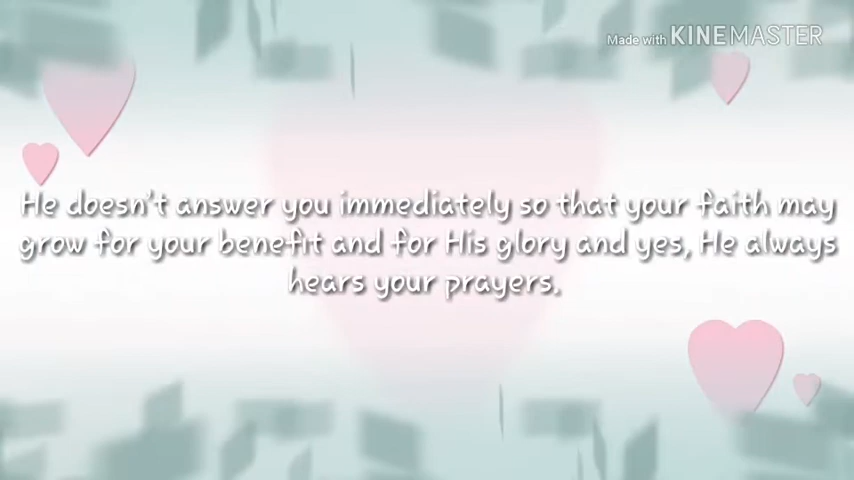 Made with KINEMASTER
He doesn't answer you immediately so that your faith may
grow for your benefit and for His glory and yes, He always
hears your prayers.